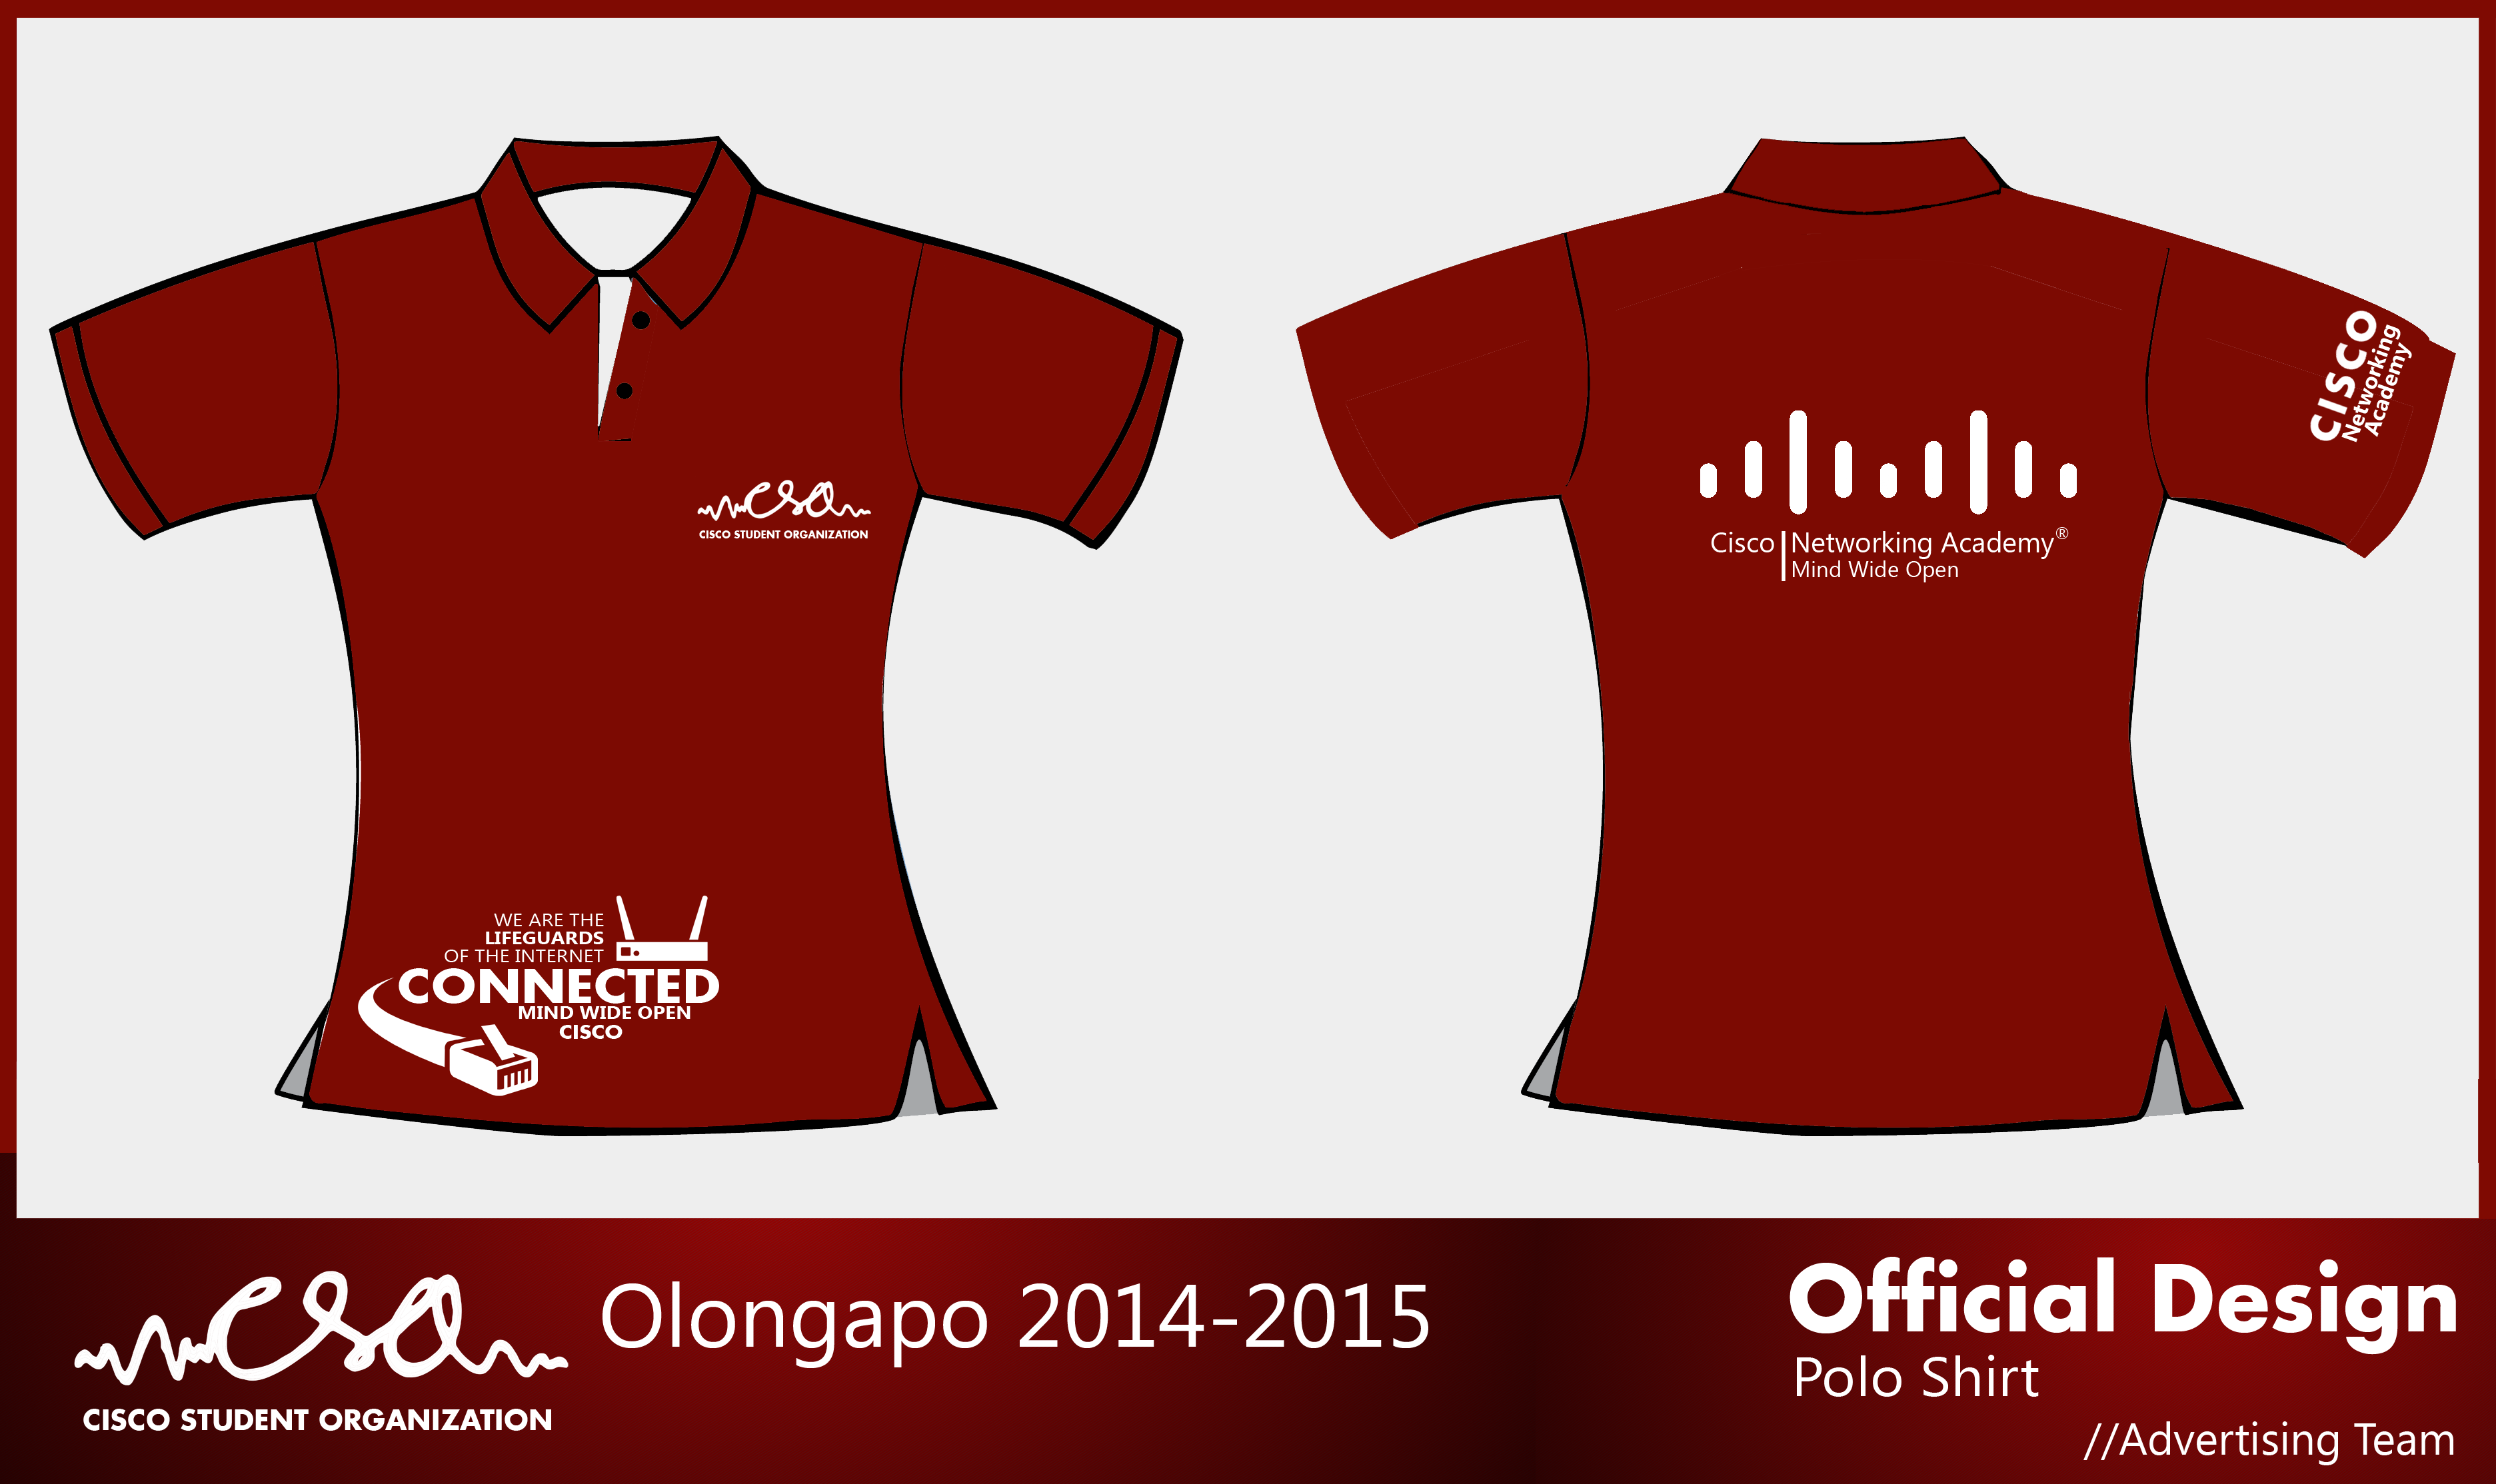 cso
CISCO STUDENT ORGANIZATION
WE ARE THE
LIFEGUARDS
OF THE INTERNET
CONNECTED
MIND WIDE OPEN
CISCO
Cisco | Networking Academy®
Mind Wide Open
CISCO
Networking
Academy
cso
CISCO STUDENT ORGANIZATION
Olongapo 2014-2015
Official Design
Polo Shirt
//Advertising Team